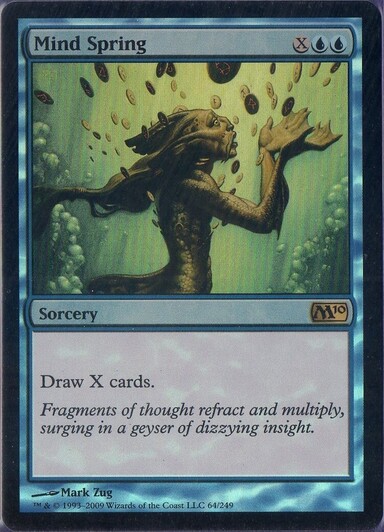 Mind Spring X
Sorcery M10
Draw X cards.
Fragments of thought refract and multiply,
surging in a geyser of dizzying insight.
Mark Zug
™ & © 1993–2009 Wizards of the Coast LLC 64/249